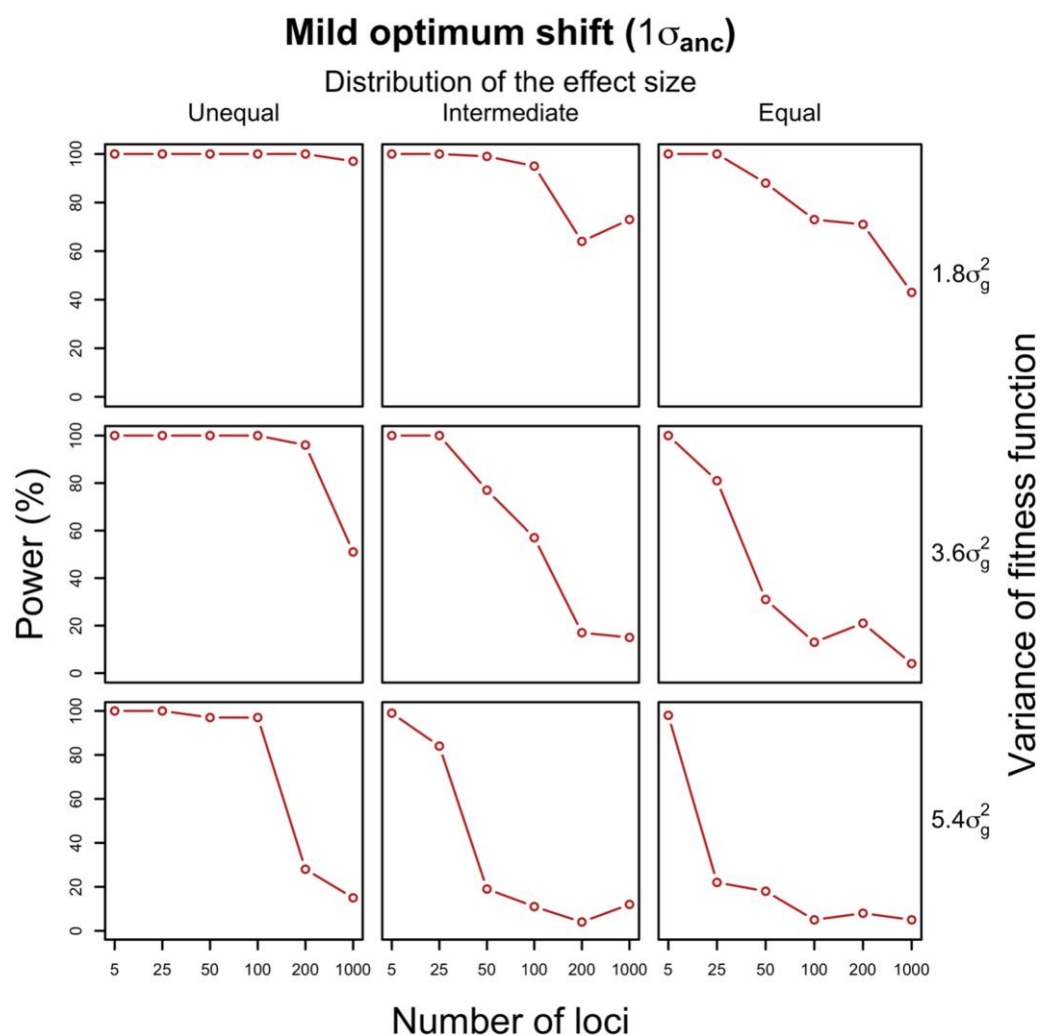 Mild optimum shift (1σanc)
Distribution of the effect size
Unequal Intermediate Equal
100
80
60
40
20
0
1.8σ²g
100
80
60
40
20
0
3.6σ²g
100
80
60
40
20
0
5.4σ²g
Power (%)
Variance of fitness function
5 25 50 100 200 1000 5 25 50 100 200 1000 5 25 50 100 200 1000
Number of loci